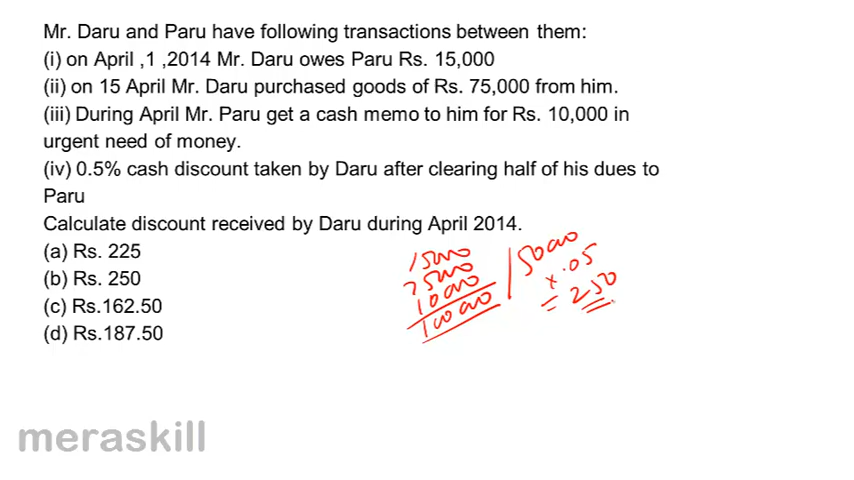 Mr. Daru and Paru have following transactions between them:
(i) on April ,1 ,2014 Mr. Daru owes Paru Rs. 15,000
(ii) on 15 April Mr. Daru purchased goods of Rs. 75,000 from him.
(iii) During April Mr. Paru get a cash memo to him for Rs. 10,000 in
urgent need of money.
(iv) 0.5% cash discount taken by Daru after clearing half of his dues to
Paru
Calculate discount received by Daru during April 2014.
(a) Rs. 225
(b) Rs. 250
(c) Rs.162.50
(d) Rs.187.50
15000
75000
10000
100000
50000
x .05
= 250
meraskill